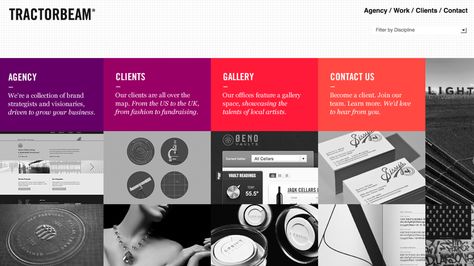 TRACTORBEAM®
Agency / Work / Clients / Contact
Filter by Discipline
AGENCY
We're a collection of brand
strategists and visionaries,
driven to grow your business.
CLIENTS
Our clients are all over the
map. From the US to the UK,
from fashion to fundraising.
GALLERY
Our offices feature a gallery
space, showcasing the
talents of local artists.
CONTACT US
Become a client. Join our
team. Learn more. We'd love
to hear from you.
LIGHT
BEND
VAULTS
Current Cellar:
All Cellars
VAULT READINGS
TEMP
55.5°
JACK CELLARS